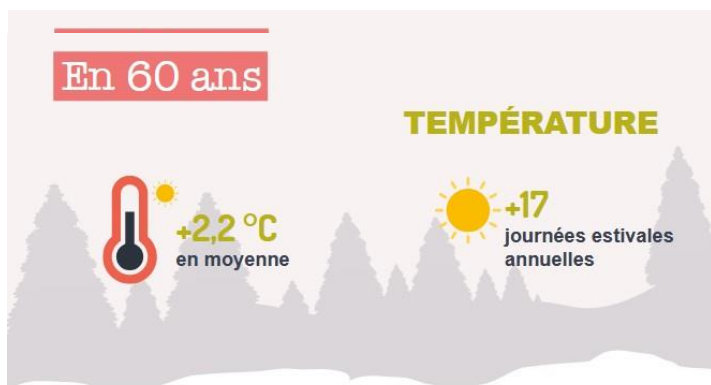 En 60 ans
TEMPÉRATURE
+2,2 °C
en moyenne
+17
journées estivales
annuelles